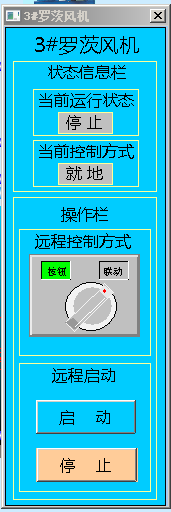 3#罗茨风机
3#罗茨风机
状态信息栏
当前运行状态
停 止
当前控制方式
就 地
操作栏
远程控制方式
按钮 联动
远程启动
启 动
停 止